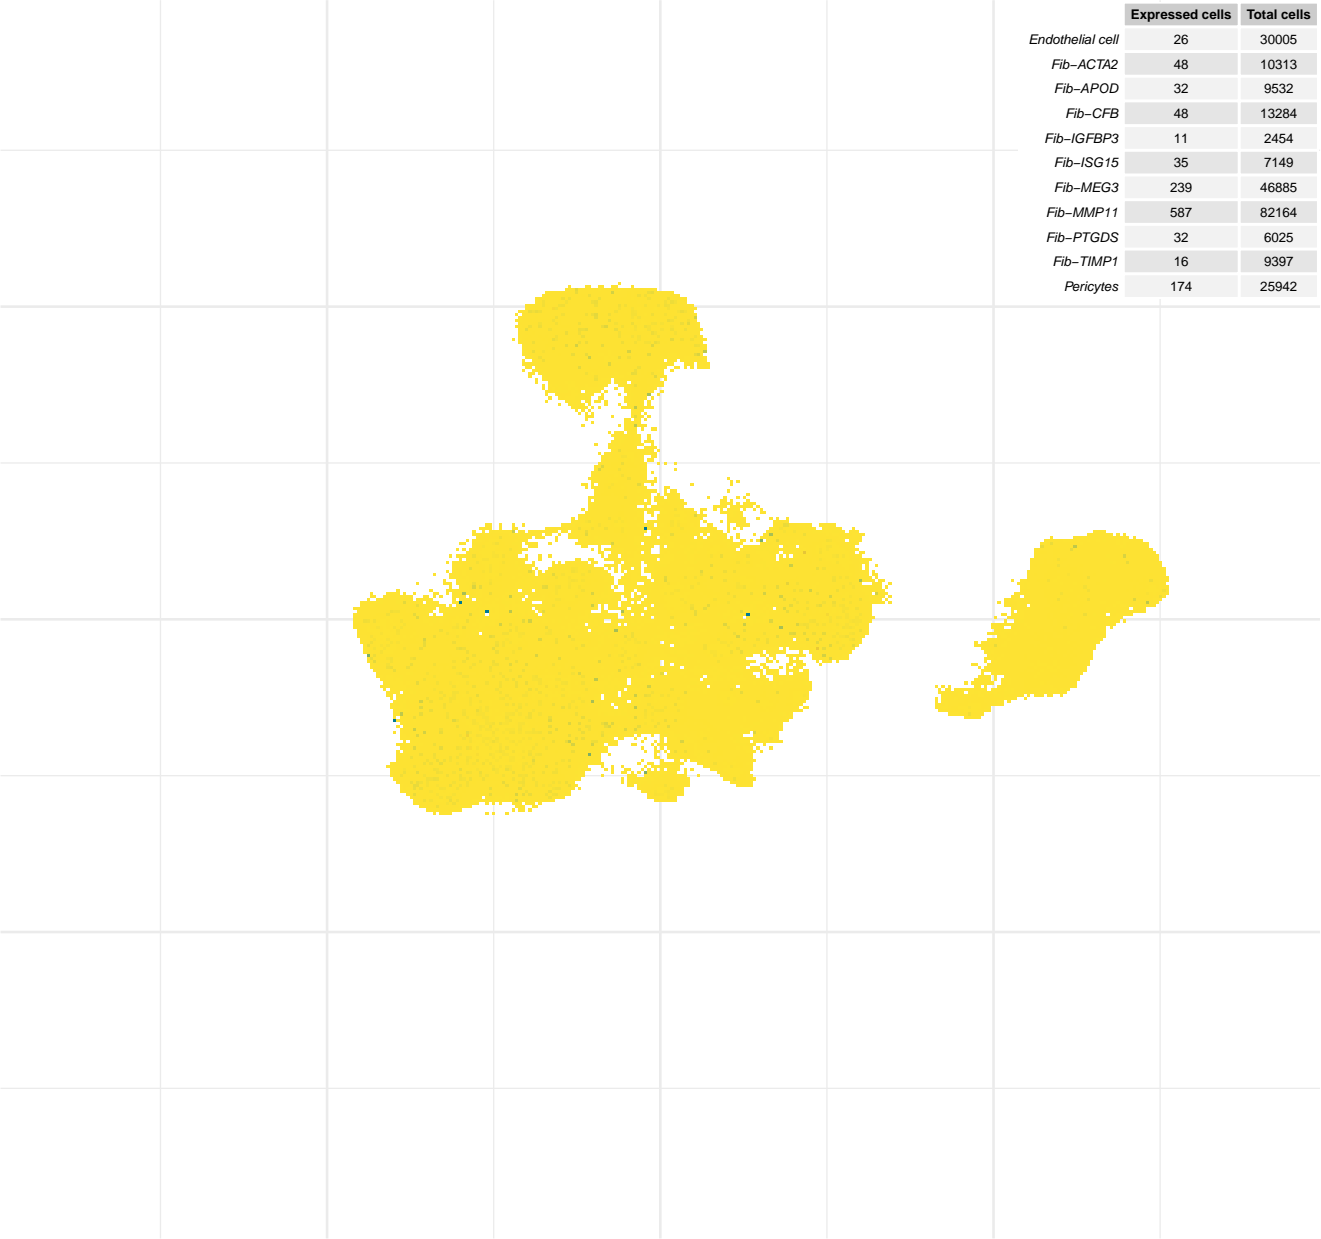 Expressed cells Total cells
Endothelial cell 26 30005
Fib−ACTA2 48 10313
Fib−APOD 32 9532
Fib−CFB 48 13284
Fib−IGFBP3 11 2454
Fib−ISG15 35 7149
Fib−MEG3 239 46885
Fib−MMP11 587 82164
Fib−PTGDS 32 6025
Fib−TIMP1 16 9397
Pericytes 174 25942